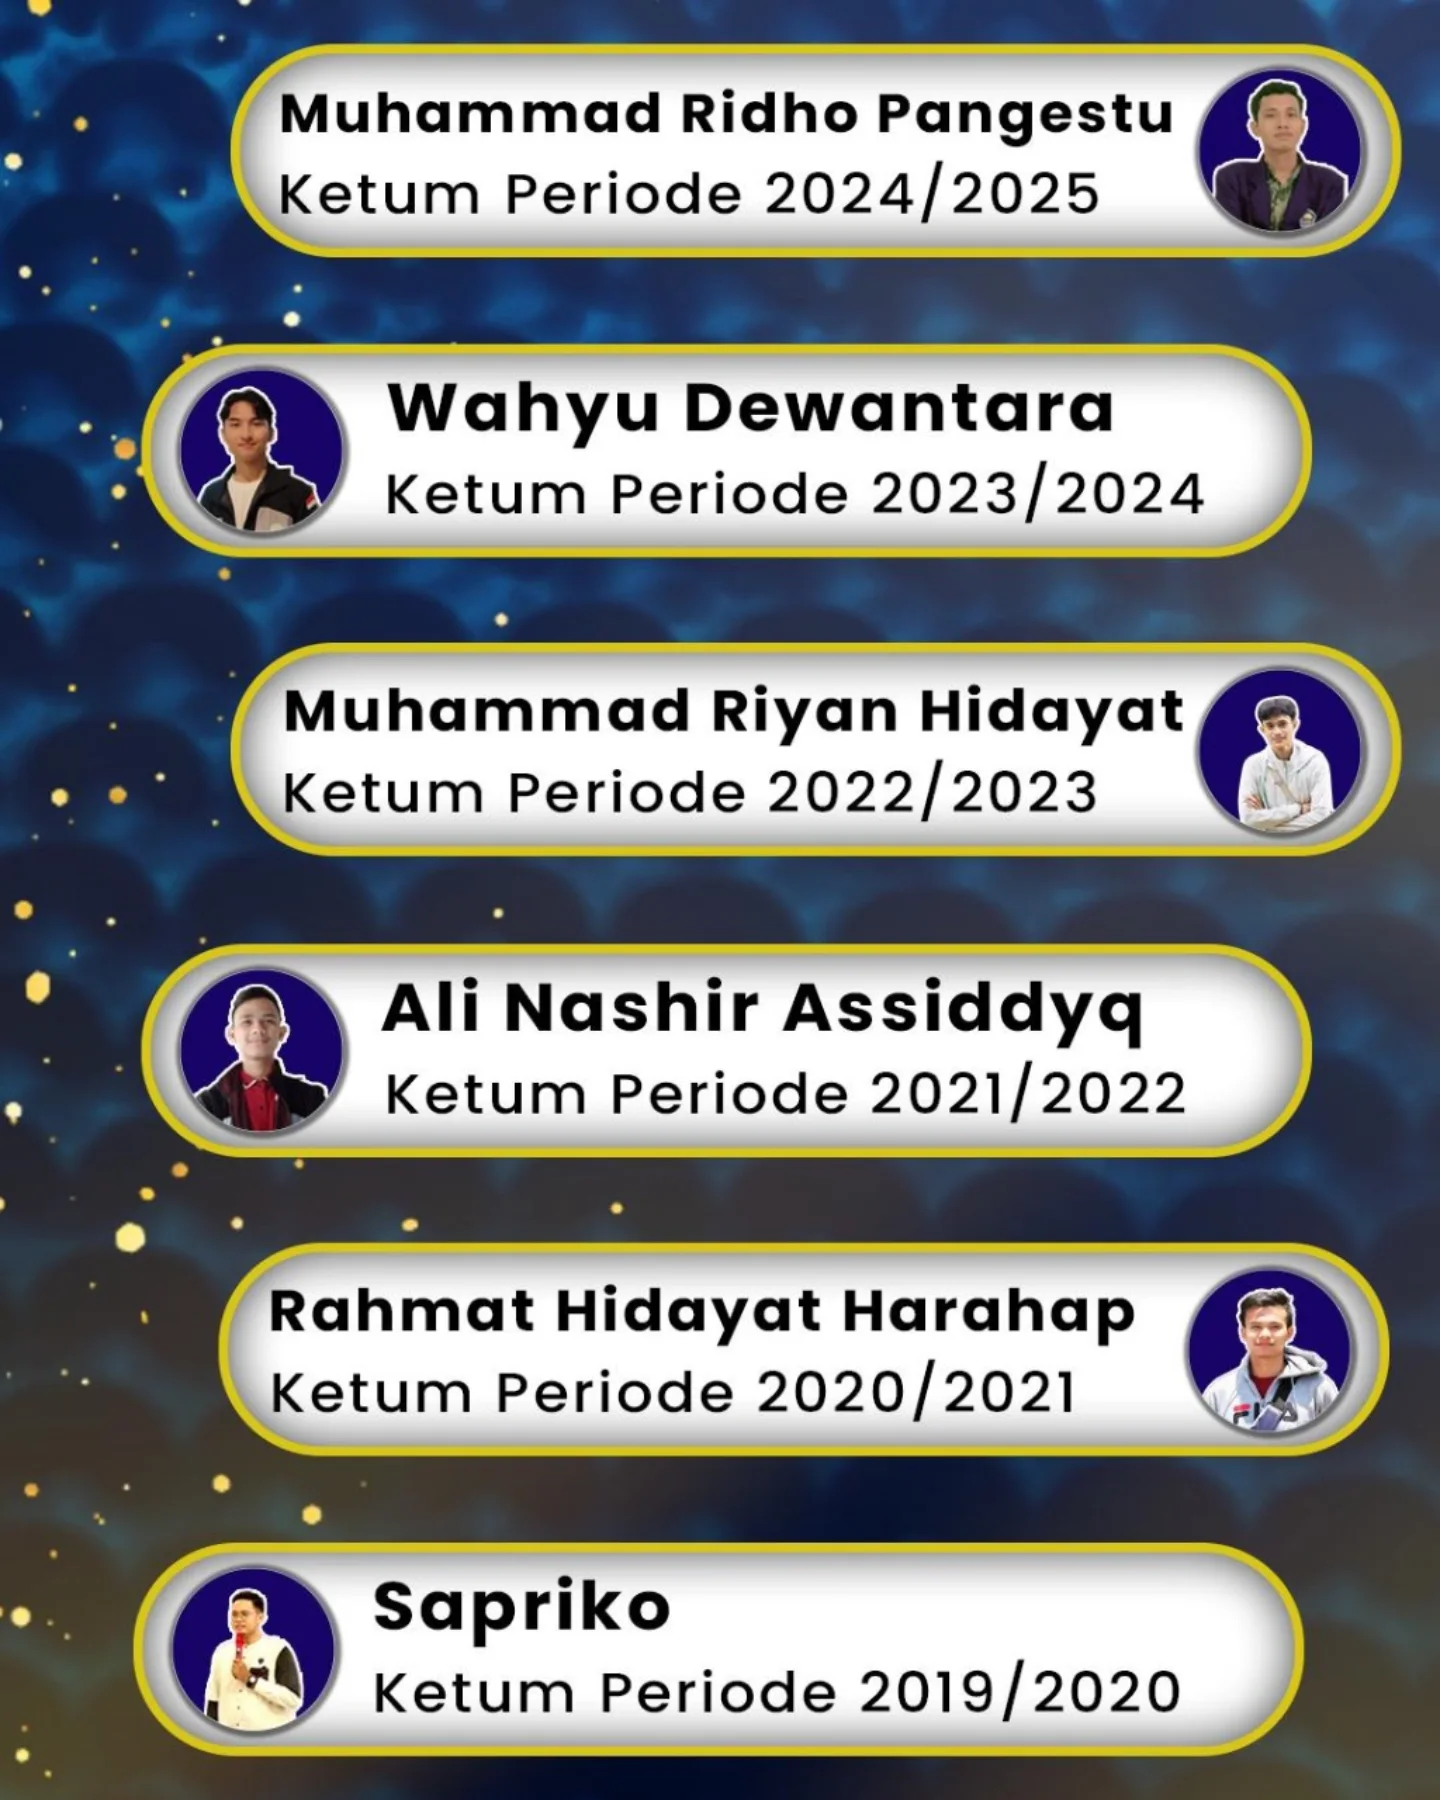 Muhammad Ridho Pangestu
Ketum Periode 2024/2025
Wahyu Dewantara
Ketum Periode 2023/2024
Muhammad Riyan Hidayat
Ketum Periode 2022/2023
Ali Nashir Assiddyq
Ketum Periode 2021/2022
Rahmat Hidayat Harahap
Ketum Periode 2020/2021
Sapriko
Ketum Periode 2019/2020